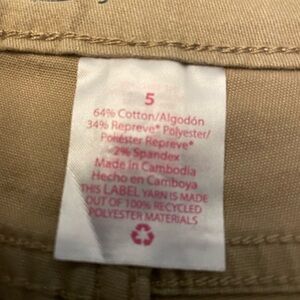 5
64% Cotton/Algodón
34% Repreve* Polyester/
Poliéster Repreve*
2% Spandex
Made in Cambodia
Hecho en Camboya
THIS LABEL YARN IS MADE
OUT OF 100% RECYCLED
POLYESTER MATERIALS